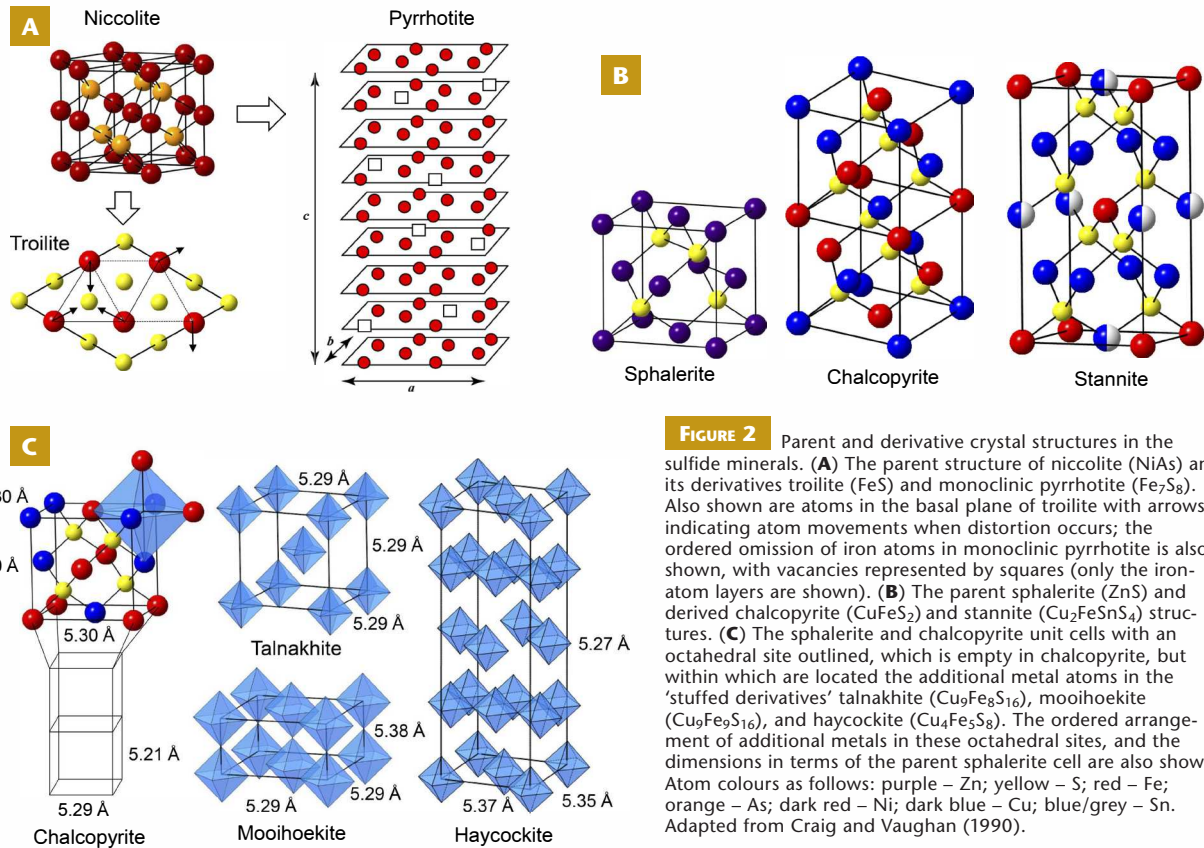 A
Niccolite
Pyrrhotite
Troilite
c
b
a
B
Sphalerite
Chalcopyrite
Stannite
C
5.30 Å
5.21 Å
5.29 Å
Chalcopyrite
5.29 Å
5.29 Å
5.29 Å
Talnakhite
5.38 Å
5.29 Å
5.29 Å
Mooihoekite
5.27 Å
5.35 Å
5.37 Å
Haycockite
FIGURE 2 Parent and derivative crystal structures in the
sulfide minerals. (A) The parent structure of niccolite (NiAs) an
its derivatives troilite (FeS) and monoclinic pyrrhotite (Fe₇S₈).
Also shown are atoms in the basal plane of troilite with arrows
indicating atom movements when distortion occurs; the
ordered omission of iron atoms in monoclinic pyrrhotite is also
shown, with vacancies represented by squares (only the iron-
atom layers are shown). (B) The parent sphalerite (ZnS) and
derived chalcopyrite (CuFeS₂) and stannite (Cu₂FeSnS₄) struc-
tures. (C) The sphalerite and chalcopyrite unit cells with an
octahedral site outlined, which is empty in chalcopyrite, but
within which are located the additional metal atoms in the
‘stuffed derivatives’ talnakhite (Cu₉Fe₈S₁₆), mooihoekite
(Cu₉Fe₉S₁₆), and haycockite (Cu₄Fe₅S₈). The ordered arrange-
ment of additional metals in these octahedral sites, and the
dimensions in terms of the parent sphalerite cell are also show
Atom colours as follows: purple – Zn; yellow – S; red – Fe;
orange – As; dark red – Ni; dark blue – Cu; blue/grey – Sn.
Adapted from Craig and Vaughan (1990).